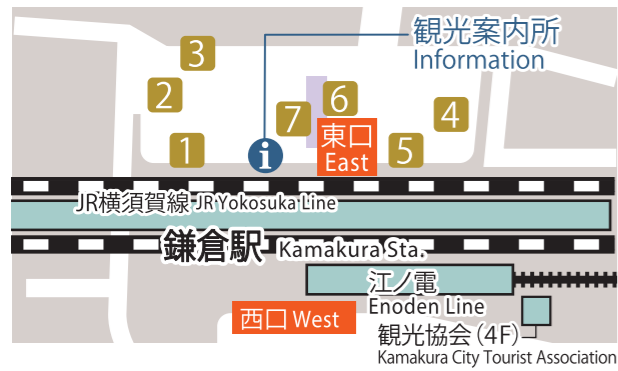 観光案内所
Information
3
2
6
4
7
1
i
東口
East
5
JR横須賀線 JR Yokosuka Line
鎌倉駅 Kamakura Sta.
江ノ電
Enoden Line
西口 West
観光協会（4F）
Kamakura City Tourist Association